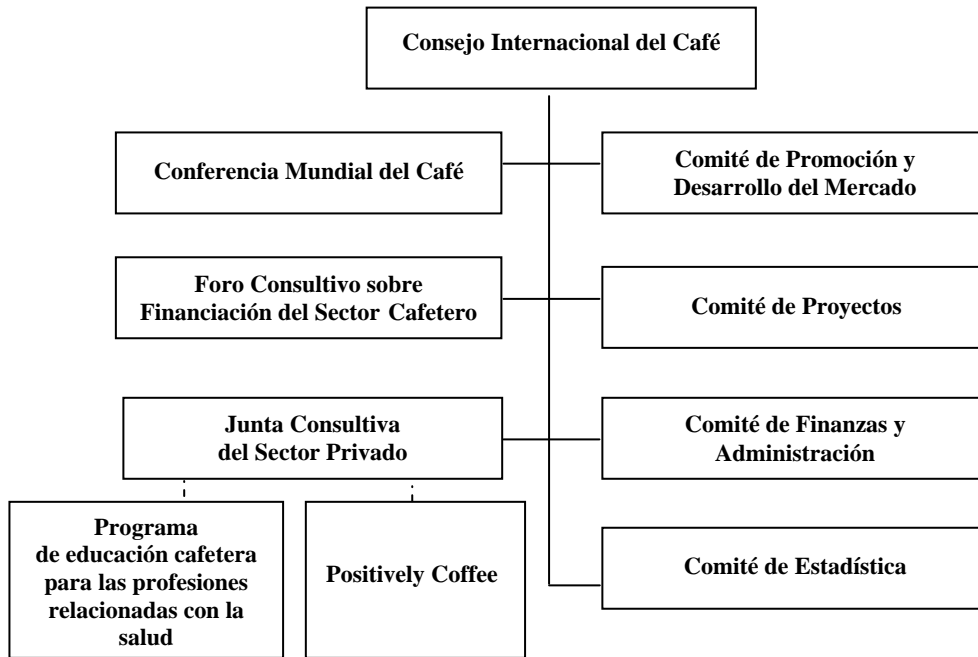 Consejo Internacional del Café
Conferencia Mundial del Café
Comité de Promoción y
Desarrollo del Mercado
Foro Consultivo sobre
Financiación del Sector Cafetero
Comité de Proyectos
Junta Consultiva
del Sector Privado
Comité de Finanzas y
Administración
Programa
de educación cafetera
para las profesiones
relacionadas con la
salud
Positively Coffee
Comité de Estadística